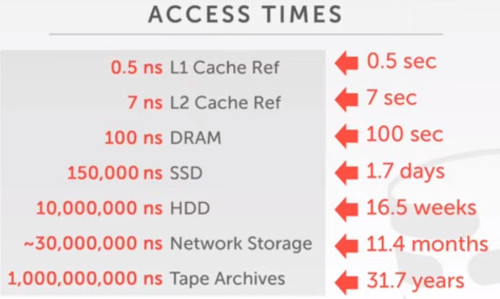 ACCESS TIMES
0.5 ns L1 Cache Ref 0.5 sec
7 ns L2 Cache Ref 7 sec
100 ns DRAM 100 sec
150,000 ns SSD 1.7 days
10,000,000 ns HDD 16.5 weeks
~30,000,000 ns Network Storage 11.4 months
1,000,000,000 ns Tape Archives 31.7 years